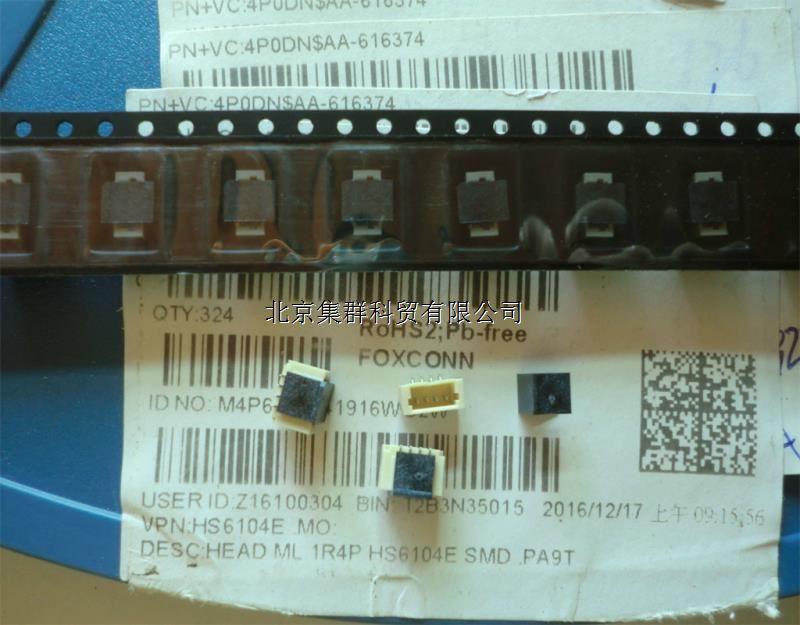 PN+VC:4P0DN$AA-616374
PN+VC:4P0DN$AA-616374
PN+VC:4P0DN$AA-616374
北京集群科贸有限公司
QTY:324
RoHS2;Pb-free
FOXCONN
ID NO: M4P6 1916W
USER ID:Z16100304 BIN: T2B3N35015 2016/12/17 上午 09:15:56
VPN:HS6104E .MO:
DESC:HEAD ML 1R4P HS6104E SMD .PA9T